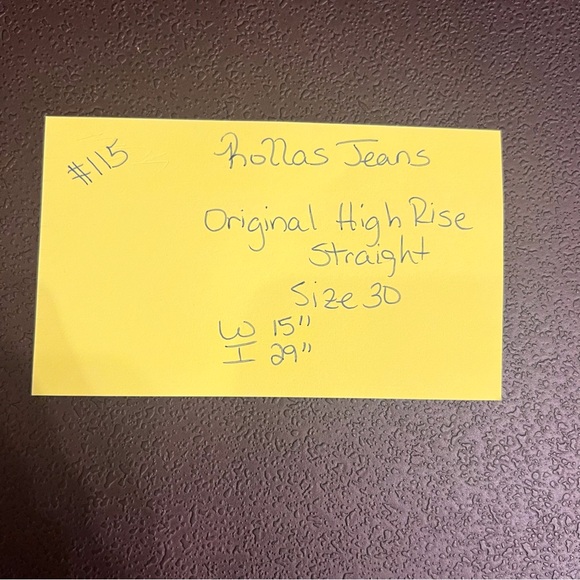 #115
Rollas Jeans
Original High Rise
Straight
Size 30
W 15"
I 29"